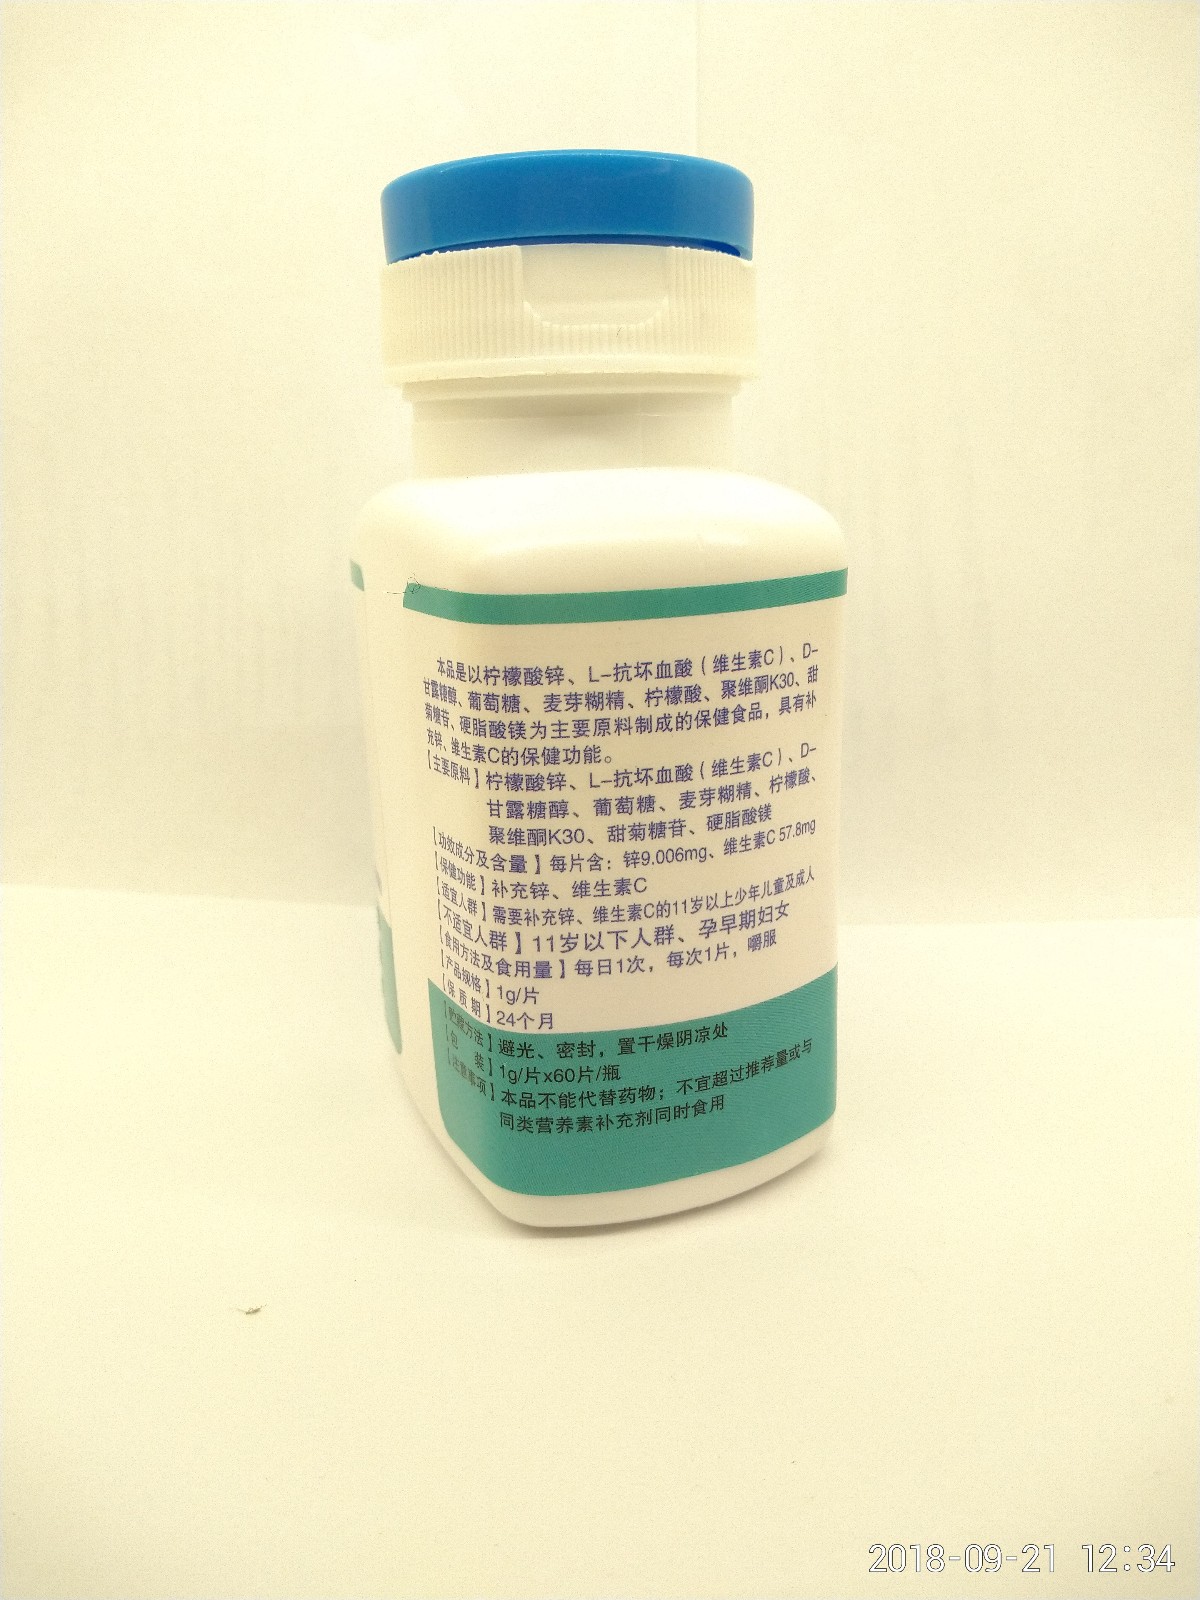 本品是以柠檬酸锌、L-抗坏血酸（维生素C）、D-
甘露糖醇、葡萄糖、麦芽糊精、柠檬酸、聚维酮K30、甜
菊糖苷、硬脂酸镁为主要原料制成的保健食品，具有补
充锌、维生素C的保健功能。
【主要原料】柠檬酸锌、L-抗坏血酸（维生素C）、D-
甘露糖醇、葡萄糖、麦芽糊精、柠檬酸、
聚维酮K30、甜菊糖苷、硬脂酸镁
【功效成分及含量】每片含：锌9.006mg、维生素C 57.8mg
【保健功能】补充锌、维生素C
【适宜人群】需要补充锌、维生素C的11岁以上少年儿童及成人
【不适宜人群】11岁以下人群、孕早期妇女
【食用方法及食用量】每日1次，每次1片，嚼服
【产品规格】1g/片
【保 质 期】24个月
【贮藏方法】避光、密封，置干燥阴凉处
【包 装】1g/片x60片/瓶
【注意事项】本品不能代替药物；不宜超过推荐量或与
同类营养素补充剂同时食用
2018-09-21 12:34